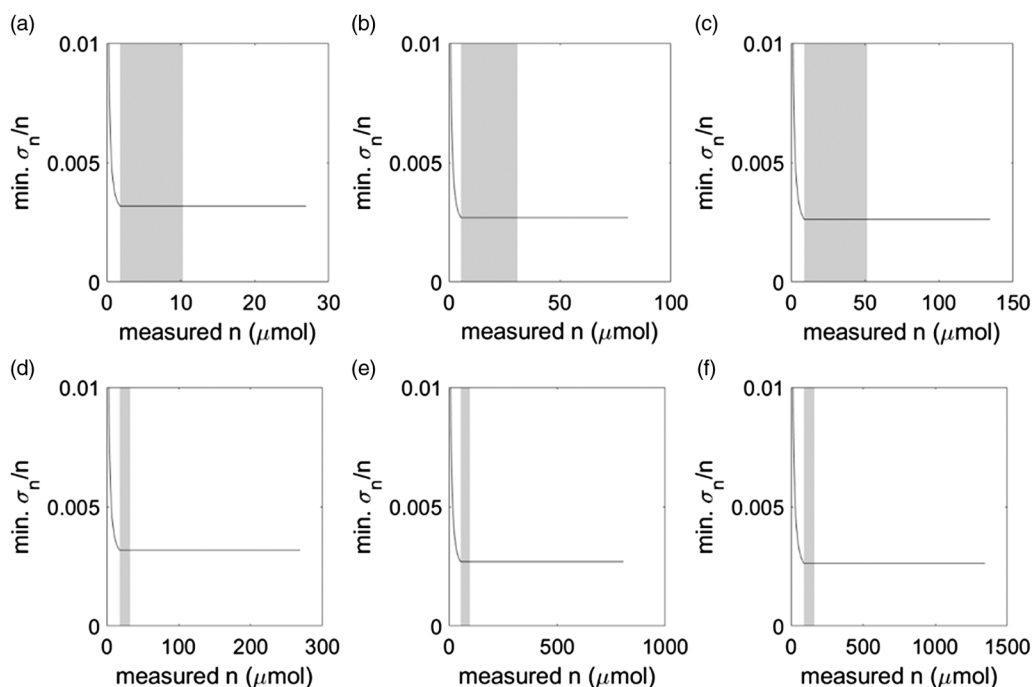 (a)
(b)
(c)
0.01
0.005
0
min. σn/n
0 10 20 30
measured n (μmol)
0.01
0.005
0
min. σn/n
0 50 100
measured n (μmol)
0.01
0.005
0
min. σn/n
0 50 100 150
measured n (μmol)
(d)
(e)
(f)
0.01
0.005
0
min. σn/n
0 100 200 300
measured n (μmol)
0.01
0.005
0
min. σn/n
0 500 1000
measured n (μmol)
0.01
0.005
0
min. σn/n
0 500 1000 1500
measured n (μmol)